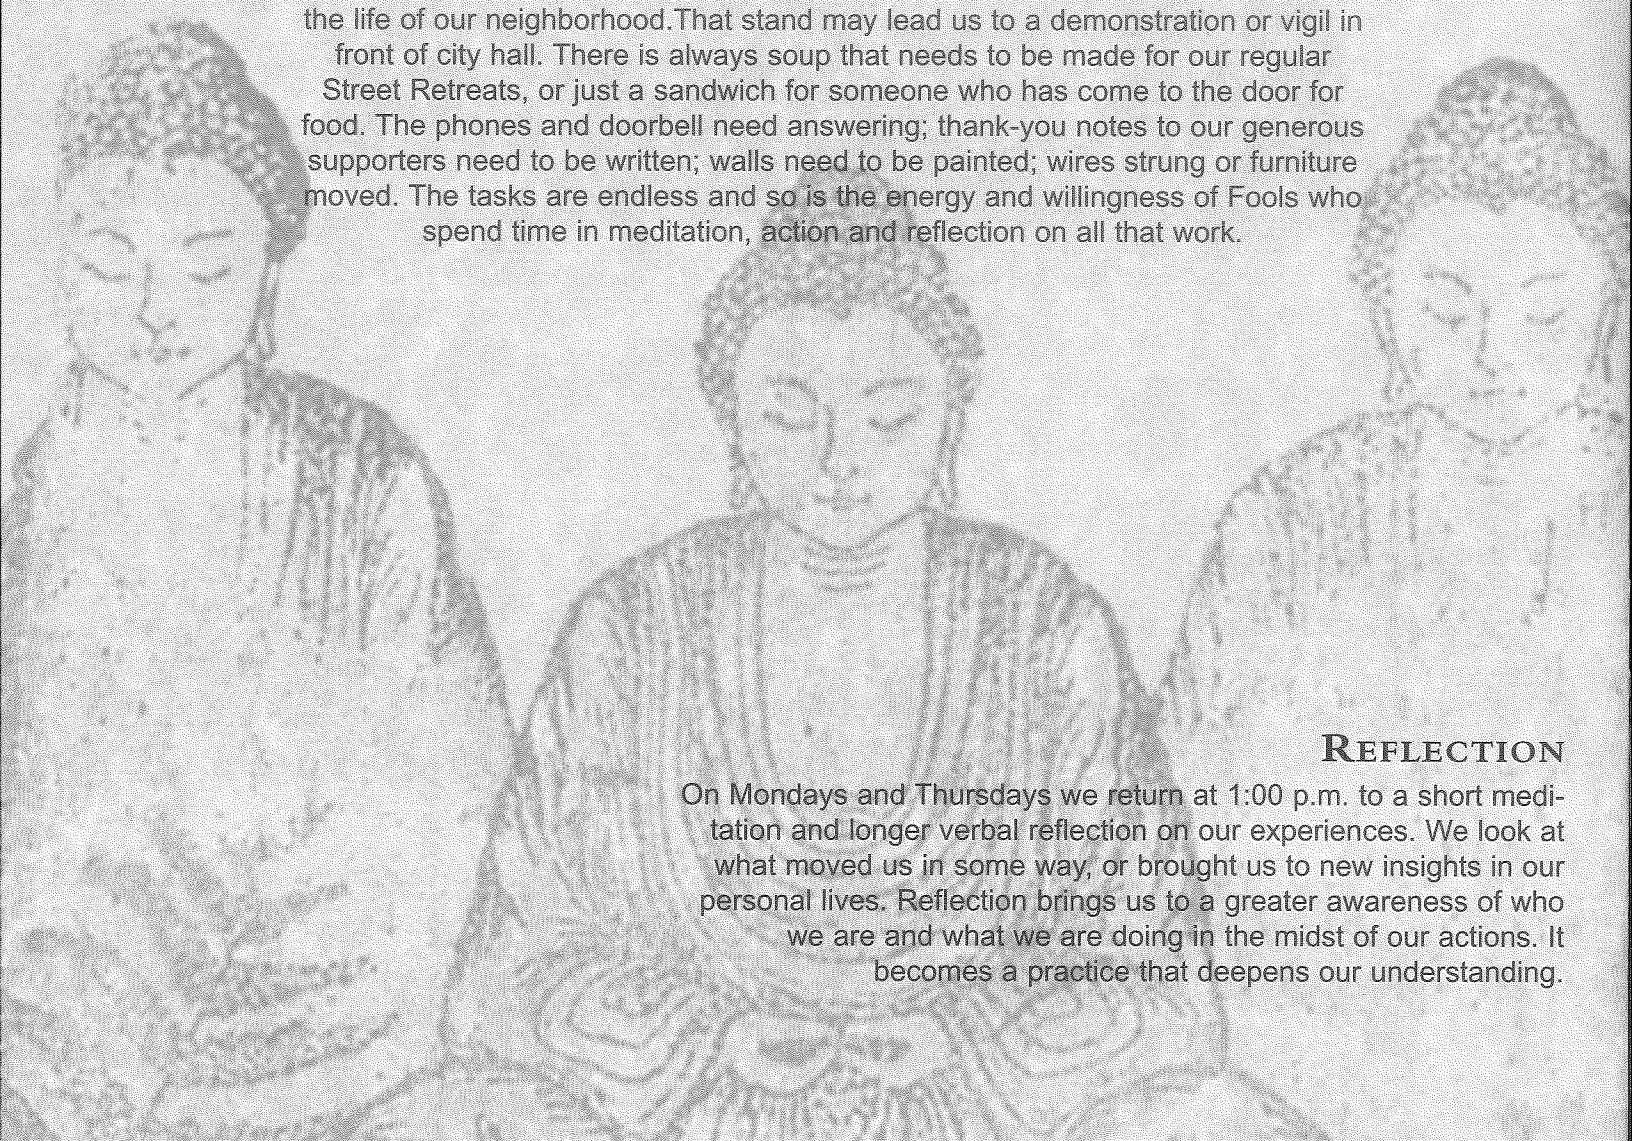 the life of our neighborhood.That stand may lead us to a demonstration or vigil in
front of city hall. There is always soup that needs to be made for our regular
Street Retreats, or just a sandwich for someone who has come to the door for
food. The phones and doorbell need answering; thank-you notes to our generous
supporters need to be written; walls need to be painted; wires strung or furniture
moved. The tasks are endless and so is the energy and willingness of Fools who
spend time in meditation, action and reflection on all that work.
REFLECTION
On Mondays and Thursdays we return at 1:00 p.m. to a short medi-
tation and longer verbal reflection on our experiences. We look at
what moved us in some way, or brought us to new insights in our
personal lives. Reflection brings us to a greater awareness of who
we are and what we are doing in the midst of our actions. It
becomes a practice that deepens our understanding.